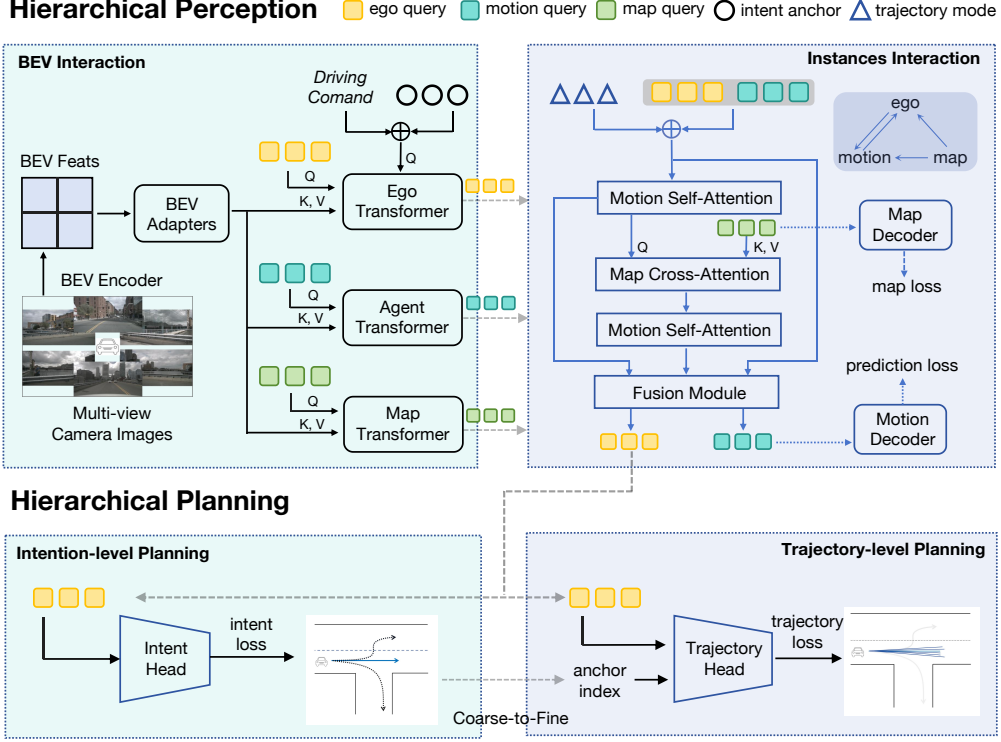 Hierarchical Perception
ego query
motion query
map query
intent anchor
trajectory mode
BEV Interaction
Driving
Comand
BEV Feats
BEV
Adapters
Q
Q
K, V
Ego
Transformer
BEV Encoder
Q
K, V
Agent
Transformer
Multi-view
Camera Images
Q
K, V
Map
Transformer
Instances Interaction
ego
motion
map
Motion Self-Attention
Q
K, V
Map Cross-Attention
Motion Self-Attention
Fusion Module
Map
Decoder
map loss
prediction loss
Motion
Decoder
Hierarchical Planning
Intention-level Planning
Intent
Head
intent
loss
Coarse-to-Fine
Trajectory-level Planning
anchor
index
Trajectory
Head
trajectory
loss